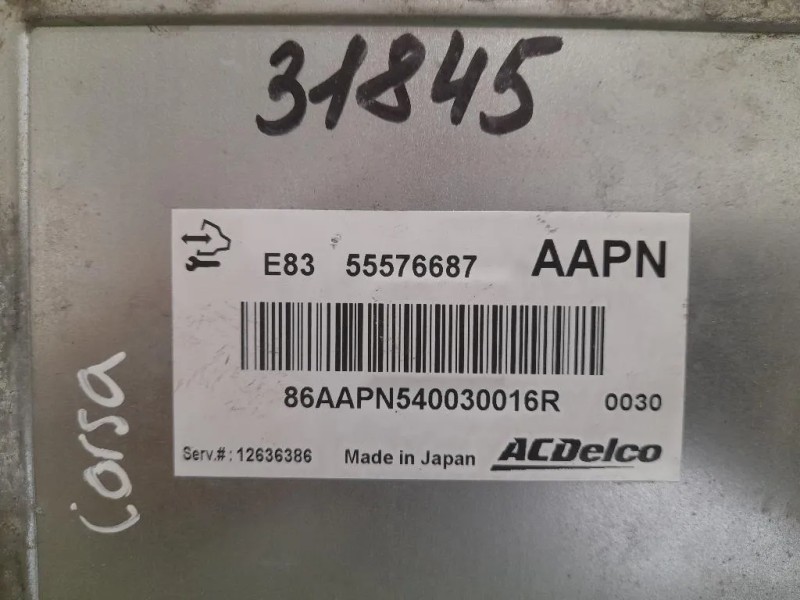 31845
E83 55576687 AAPN
86AAPN540030016R 0030
Serv.#: 12636386 Made in Japan ACDelco
corsa